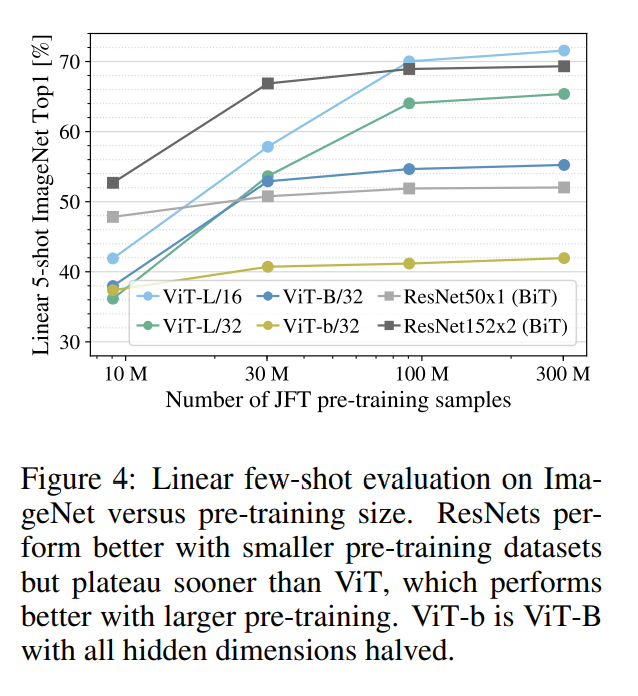 Linear 5-shot ImageNet Top1 [%]
70
60
50
40
30
ViT-L/16 ViT-B/32 ResNet50x1 (BiT)
ViT-L/32 ViT-b/32 ResNet152x2 (BiT)
10 M 30 M 100 M 300 M
Number of JFT pre-training samples
Figure 4: Linear few-shot evaluation on Ima-
geNet versus pre-training size. ResNets per-
form better with smaller pre-training datasets
but plateau sooner than ViT, which performs
better with larger pre-training. ViT-b is ViT-B
with all hidden dimensions halved.